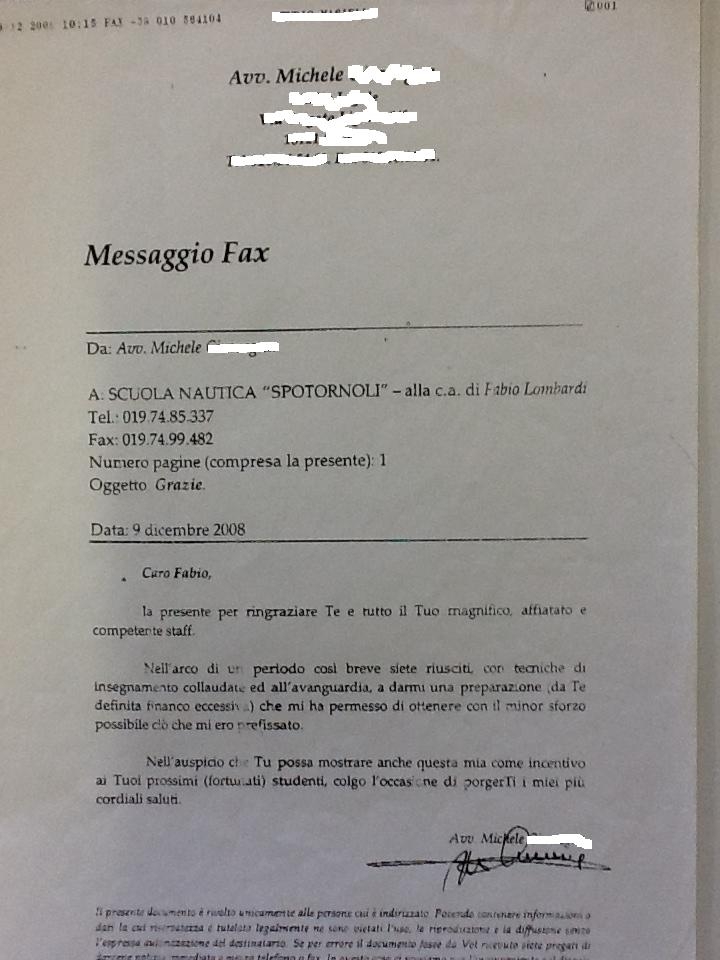 2008 10:15 FAX +39 010 564104
001
Avv. Michele
Messaggio Fax
Da: Avv. Michele
A: SCUOLA NAUTICA “SPOTORNOLI” – alla c.a. di Fabio Lombardi
Tel.: 019.74.85.337
Fax: 019.74.99.482
Numero pagine (compresa la presente): 1
Oggetto Grazie.
Data: 9 dicembre 2008
Caro Fabio,
la presente per ringraziare Te e tutto il Tuo magnifico, affiatato e
competente staff.
Nell'arco di un periodo così breve siete riusciti, con tecniche di
insegnamento collaudate ed all'avanguardia, a darmi una preparazione (da Te
definita financo eccessiva) che mi ha permesso di ottenere con il minor sforzo
possibile ciò che mi ero prefissato.
Nell'auspicio che Tu possa mostrare anche questa mia come incentivo
ai Tuoi prossimi (fortunati) studenti, colgo l'occasione di porgerTi i miei più
cordiali saluti.
Avv Michele
Il presente documento è rivolto unicamente alle persone cui è indirizzato. Potendo contenere informazioni o
dati la cui riservatezza è tutelata legalmente ne sono vietati l'uso, la riproduzione e la diffusione senza
l'espressa autorizzazione del destinatario. Se per errore il documento fosse da Voi ricevuto siete pregati di